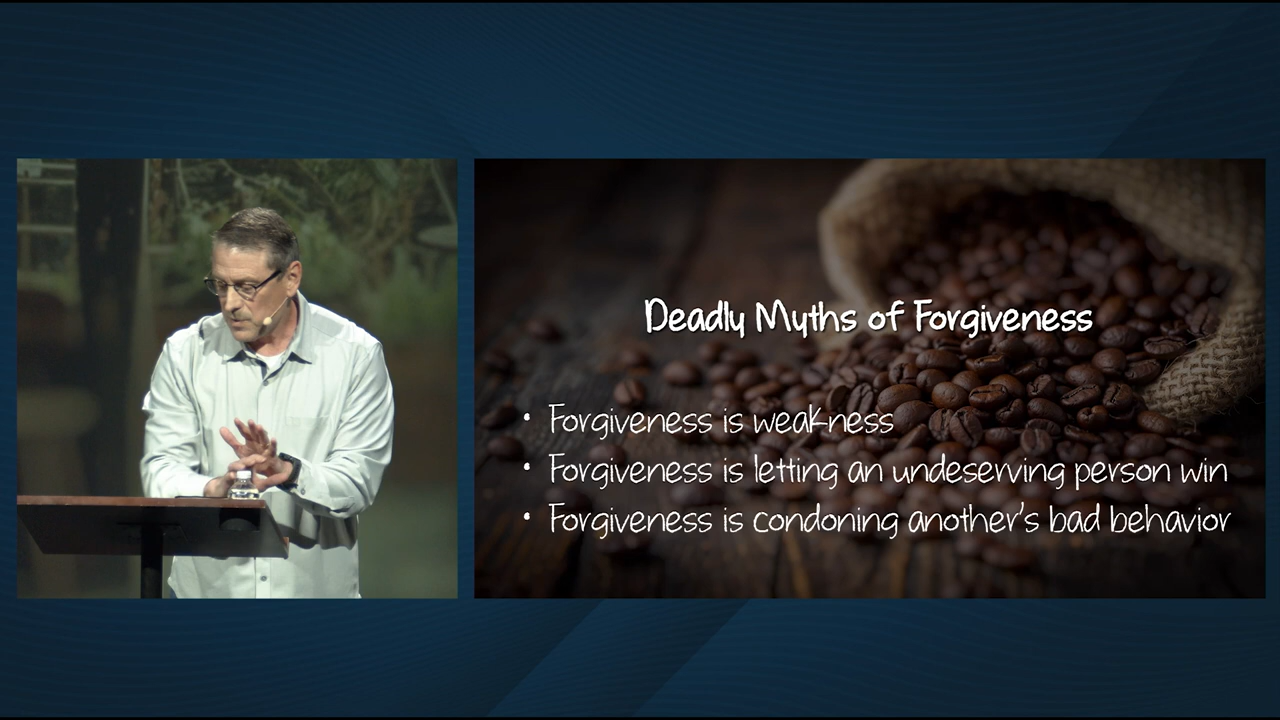 Deadly Myths of Forgiveness
• Forgiveness is weakness
• Forgiveness is letting an undeserving person win
• Forgiveness is condoning another's bad behavior